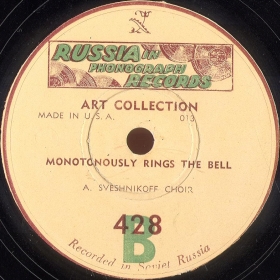 RUSSIA IN
PHONOGRAPH
RECORDS
ART COLLECTION
MADE IN U.S.A. 013
MONOTONOUSLY RINGS THE BELL
A. SVESHNIKOFF CHOIR
428
B
Recorded in Soviet Russia